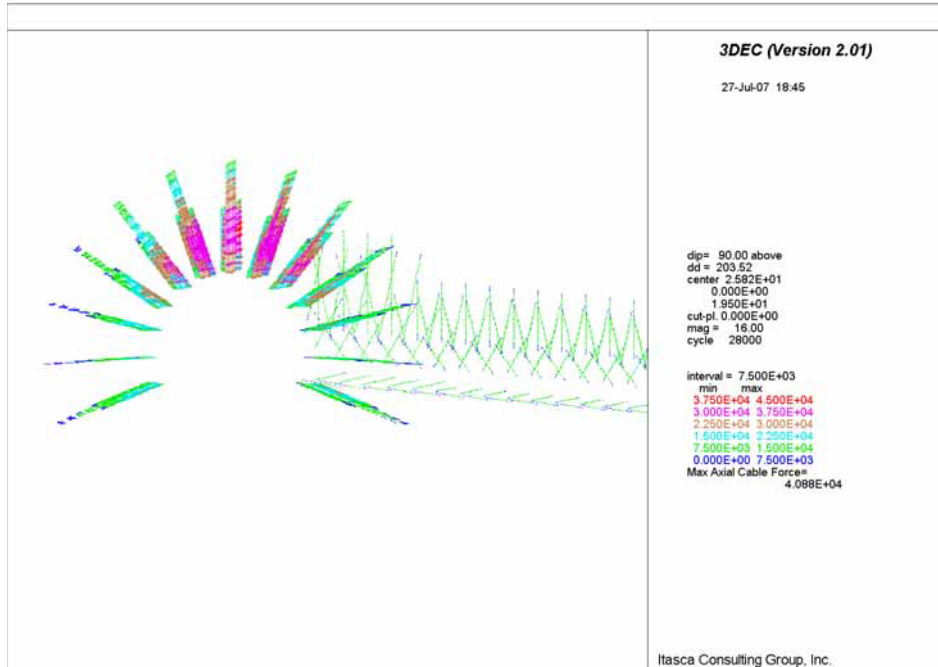 3DEC (Version 2.01)
27-Jul-07 18:45
dip= 90.00 above
dd = 203.52
center 2.582E+01
0.000E+00
1.950E+01
cut-pl. 0.000E+00
mag = 16.00
cycle 28000
interval = 7.500E+03
min max
3.750E+04 4.500E+04
3.000E+04 3.750E+04
2.250E+04 3.000E+04
1.500E+04 2.250E+04
7.500E+03 1.500E+04
0.000E+00 7.500E+03
Max Axial Cable Force=
4.088E+04
Itasca Consulting Group, Inc.